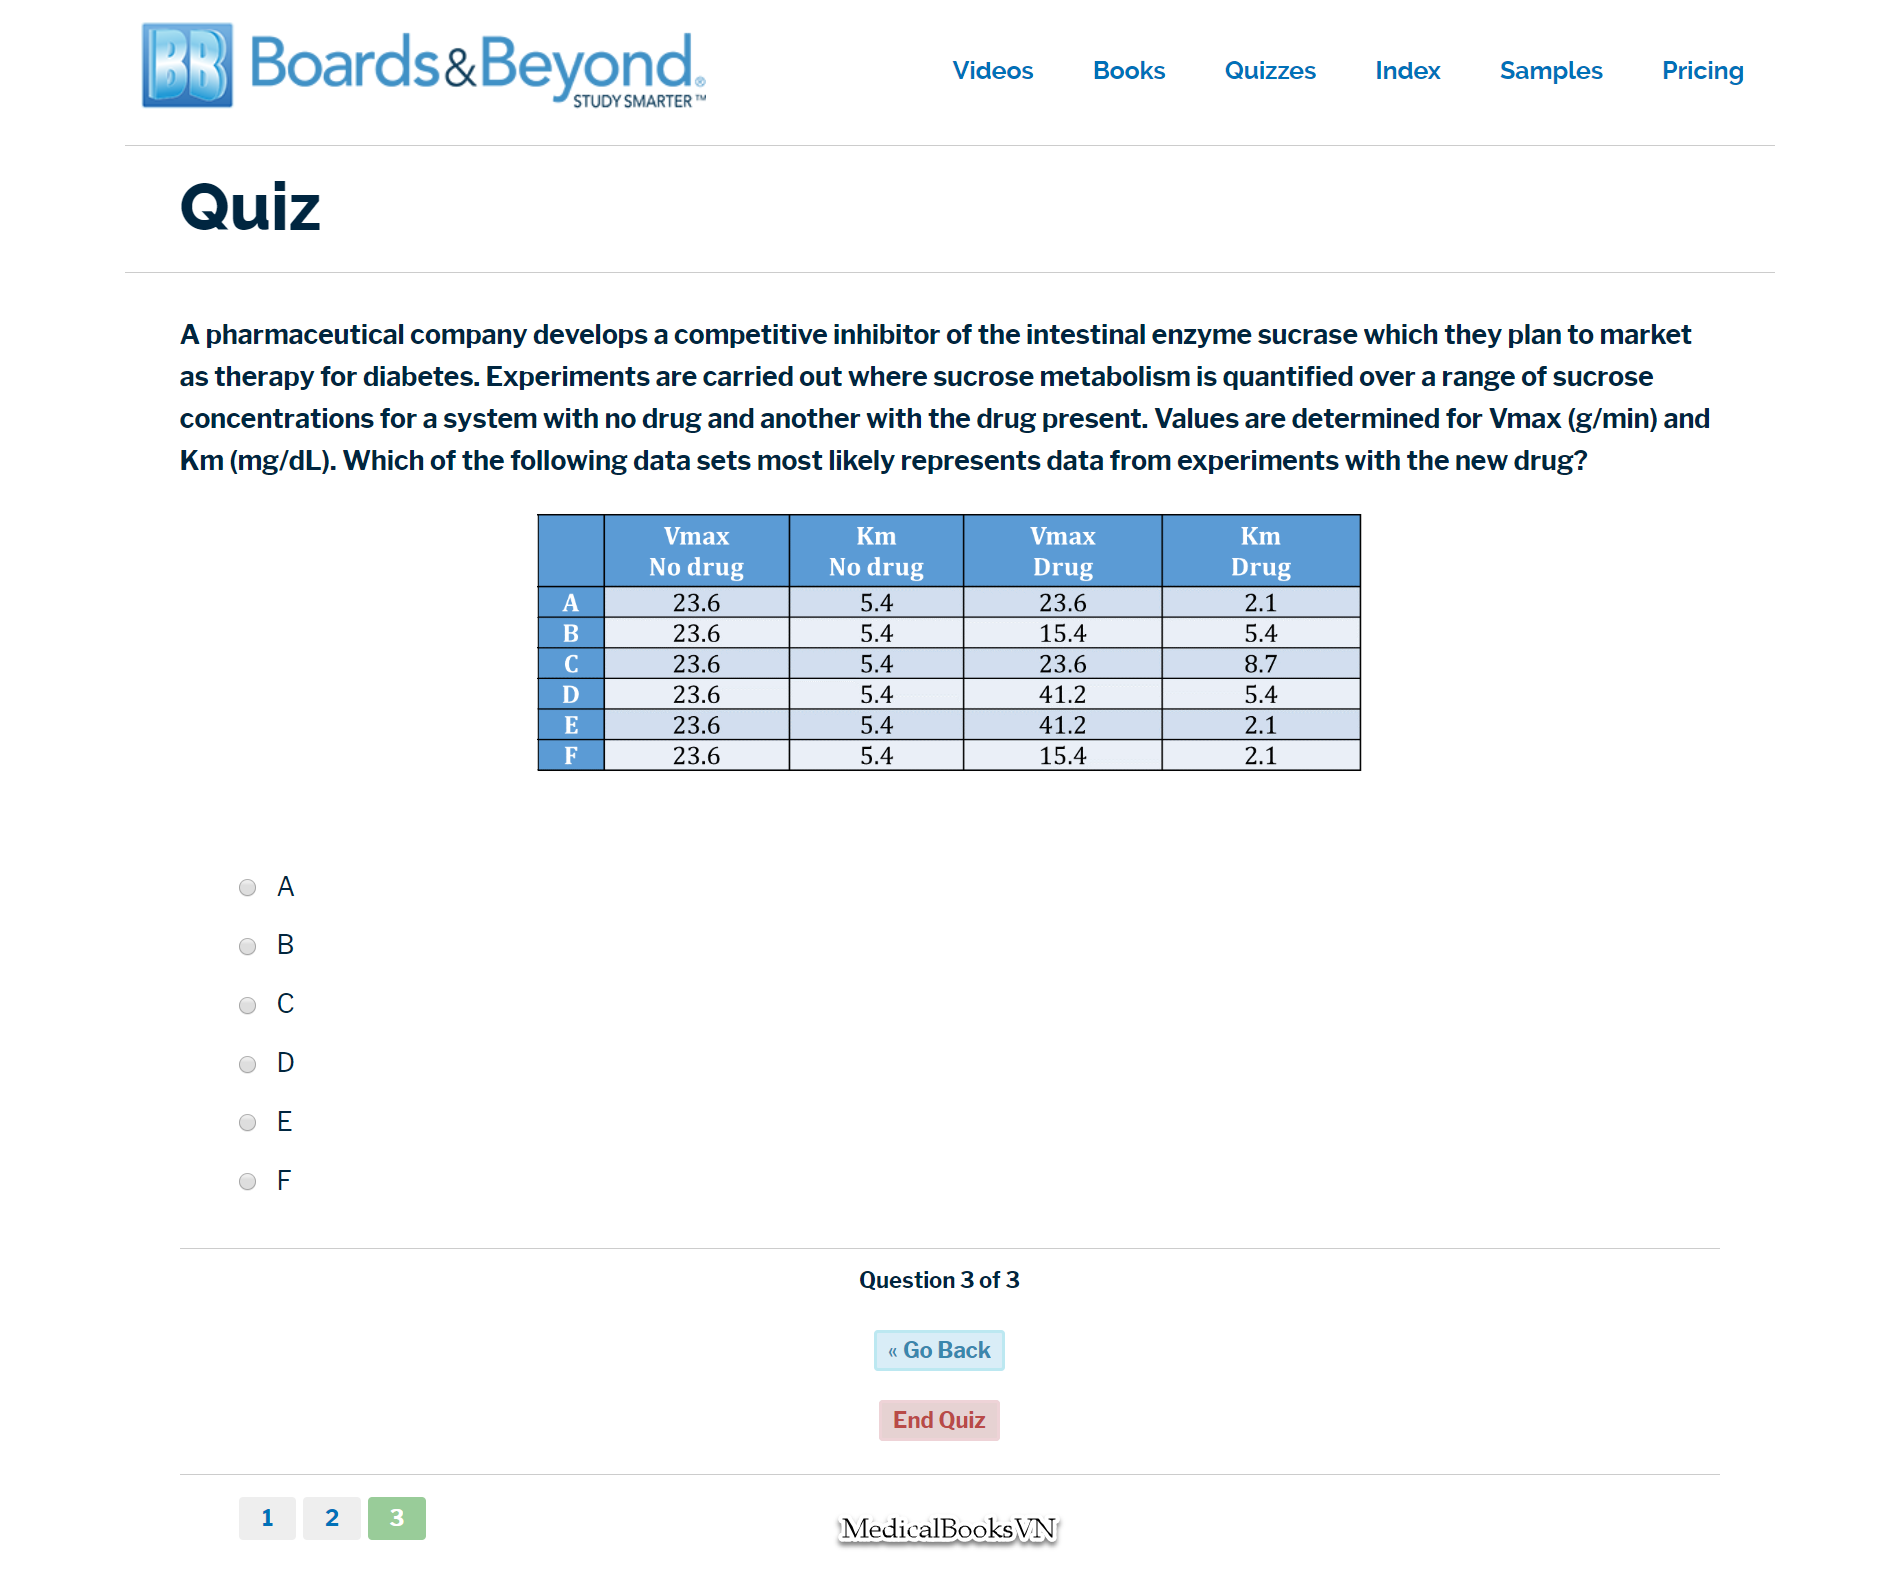 BB Boards&Beyond®
STUDY SMARTER™
Videos Books Quizzes Index Samples Pricing
Quiz
A pharmaceutical company develops a competitive inhibitor of the intestinal enzyme sucrase which they plan to market
as therapy for diabetes. Experiments are carried out where sucrose metabolism is quantified over a range of sucrose
concentrations for a system with no drug and another with the drug present. Values are determined for Vmax (g/min) and
Km (mg/dL). Which of the following data sets most likely represents data from experiments with the new drug?
Vmax Km Vmax Km
No drug No drug Drug Drug
A 23.6 5.4 23.6 2.1
B 23.6 5.4 15.4 5.4
C 23.6 5.4 23.6 8.7
D 23.6 5.4 41.2 5.4
E 23.6 5.4 41.2 2.1
F 23.6 5.4 15.4 2.1
A
B
C
D
E
F
Question 3 of 3
« Go Back
End Quiz
1 2 3
MedicalBooksVN